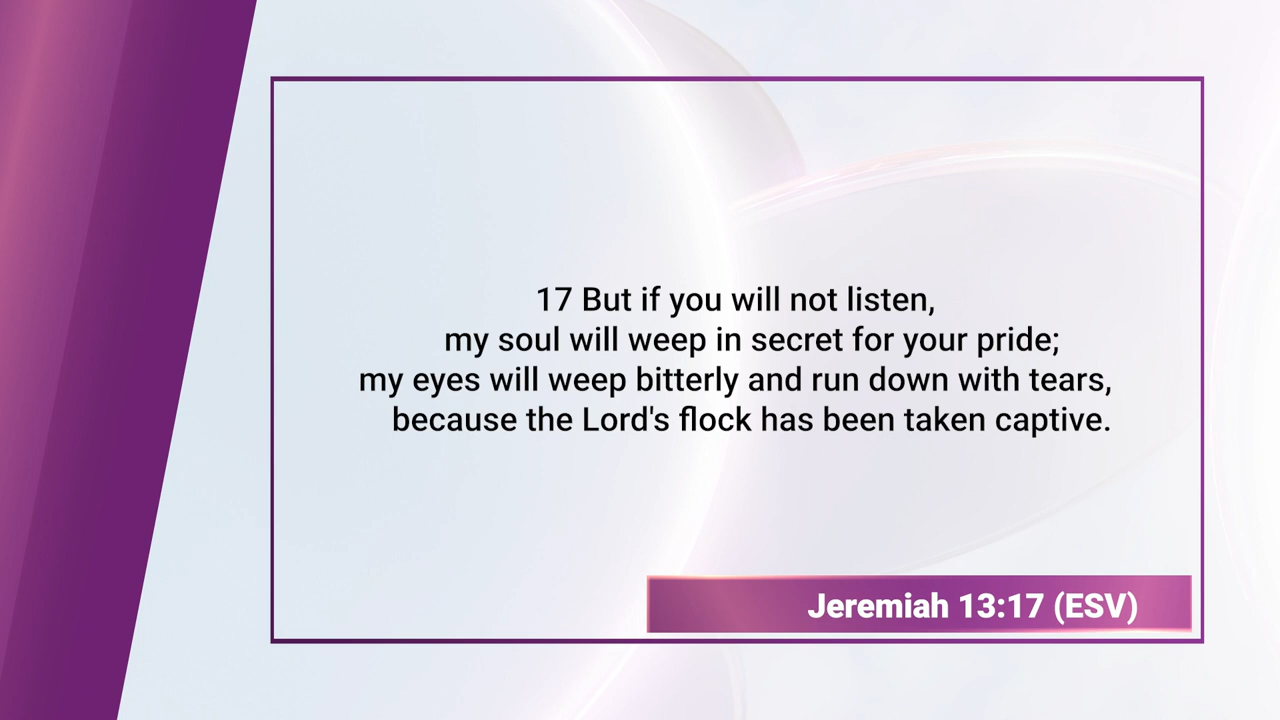 17 But if you will not listen,
my soul will weep in secret for your pride;
my eyes will weep bitterly and run down with tears,
because the Lord's flock has been taken captive.
Jeremiah 13:17 (ESV)